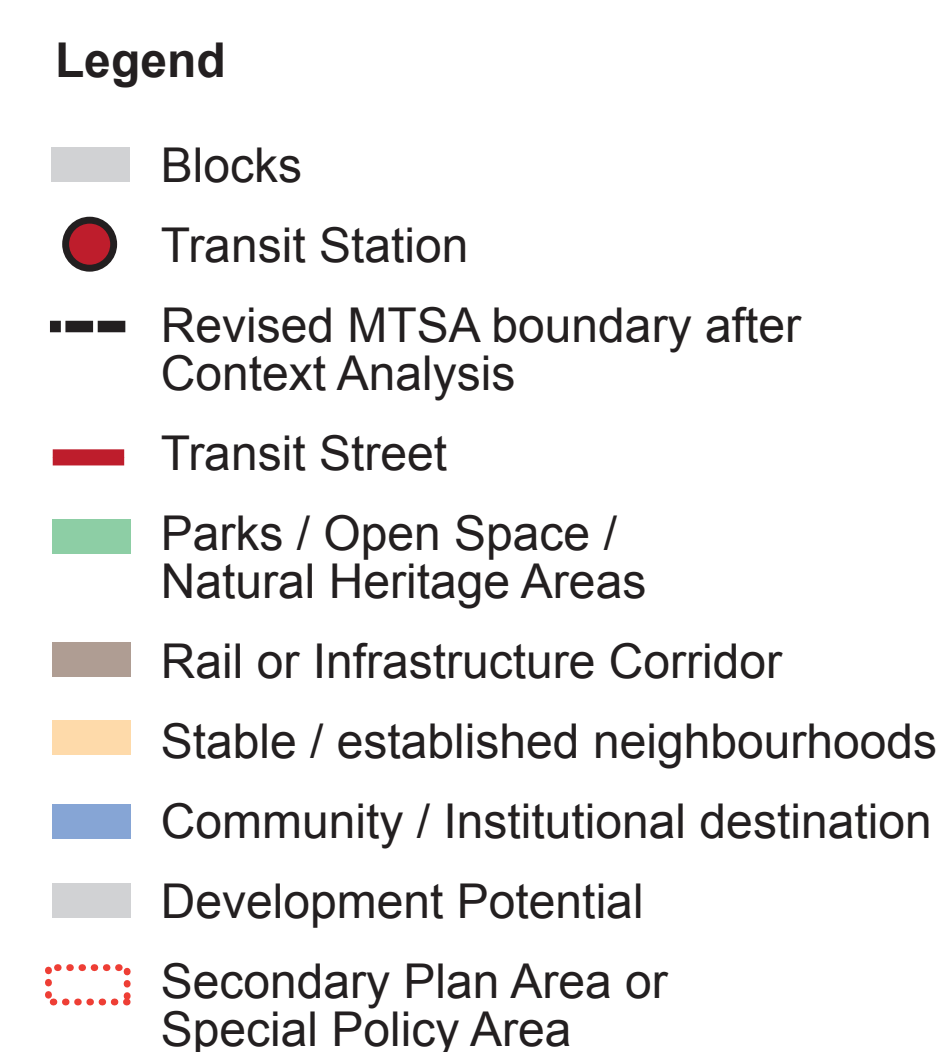 Legend
Blocks
Transit Station
Revised MTSA boundary after
Context Analysis
Transit Street
Parks / Open Space /
Natural Heritage Areas
Rail or Infrastructure Corridor
Stable / established neighbourhoods
Community / Institutional destination
Development Potential
Secondary Plan Area or
Special Policy Area